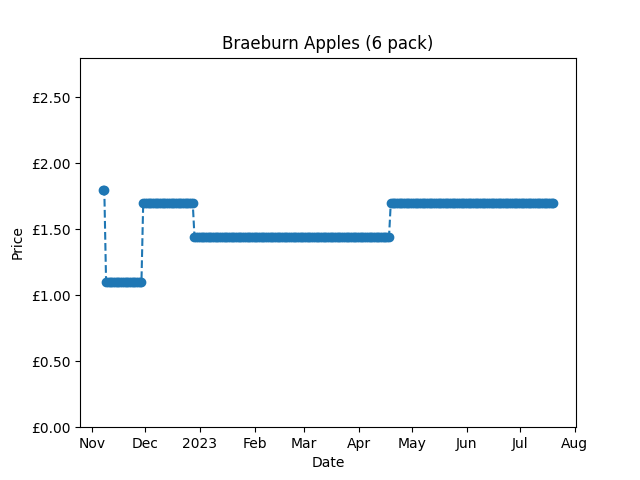 Braeburn Apples (6 pack)
Price
£2.50
£2.00
£1.50
£1.00
£0.50
£0.00
Nov Dec 2023 Feb Mar Apr May Jun Jul Aug
Date